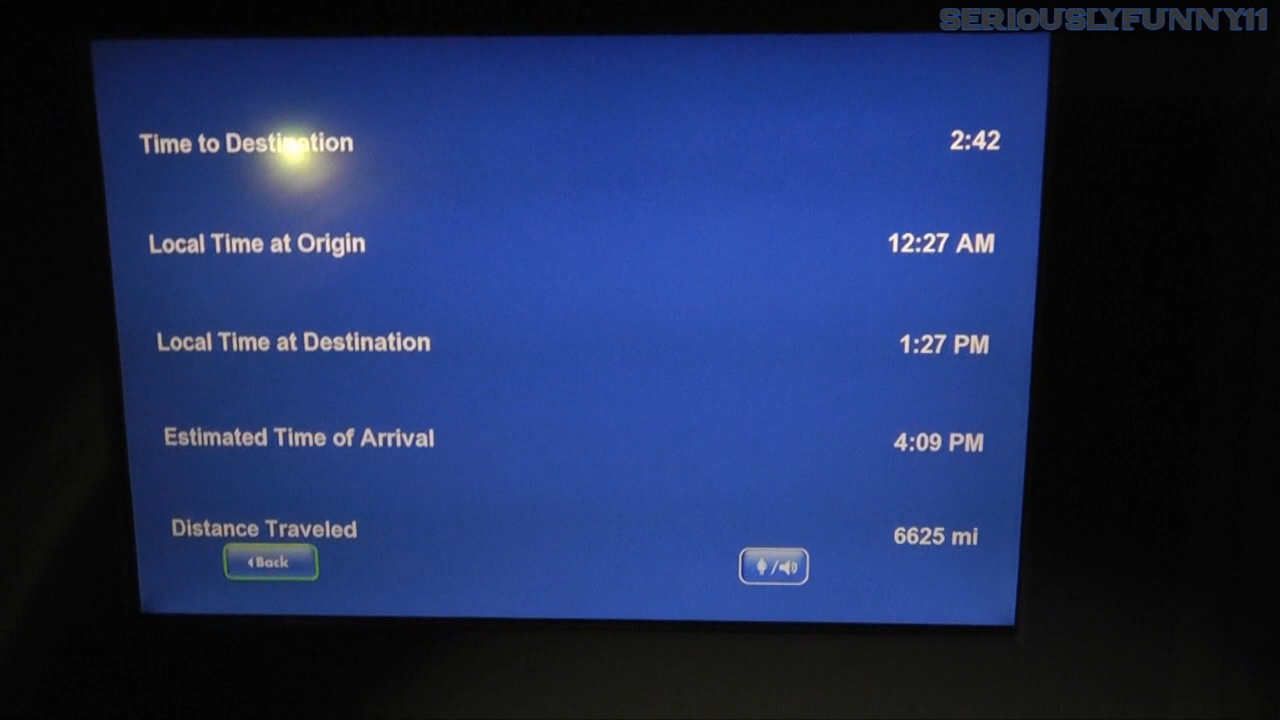 SERIOUSLYFUNNY11
Time to Destination 2:42
Local Time at Origin 12:27 AM
Local Time at Destination 1:27 PM
Estimated Time of Arrival 4:09 PM
Distance Traveled 6625 mi
Back
/